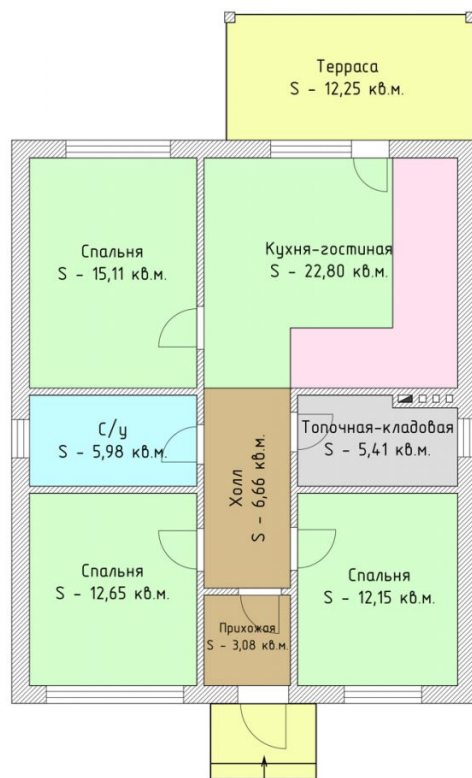 Терраса
S - 12,25 кв.м.
Спальня
S - 15,11 кв.м.
Кухня-гостиная
S - 22,80 кв.м.
С/у
S - 5,98 кв.м.
Холл
S - 6,66 кв.м.
Топочная-кладовая
S - 5,41 кв.м.
Спальня
S - 12,65 кв.м.
Прихожая
S - 3,08 кв.м.
Спальня
S - 12,15 кв.м.